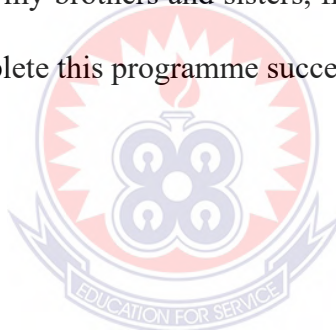 my brothers and sisters,
plete this programme succe
EDUCATION FOR SERVICE